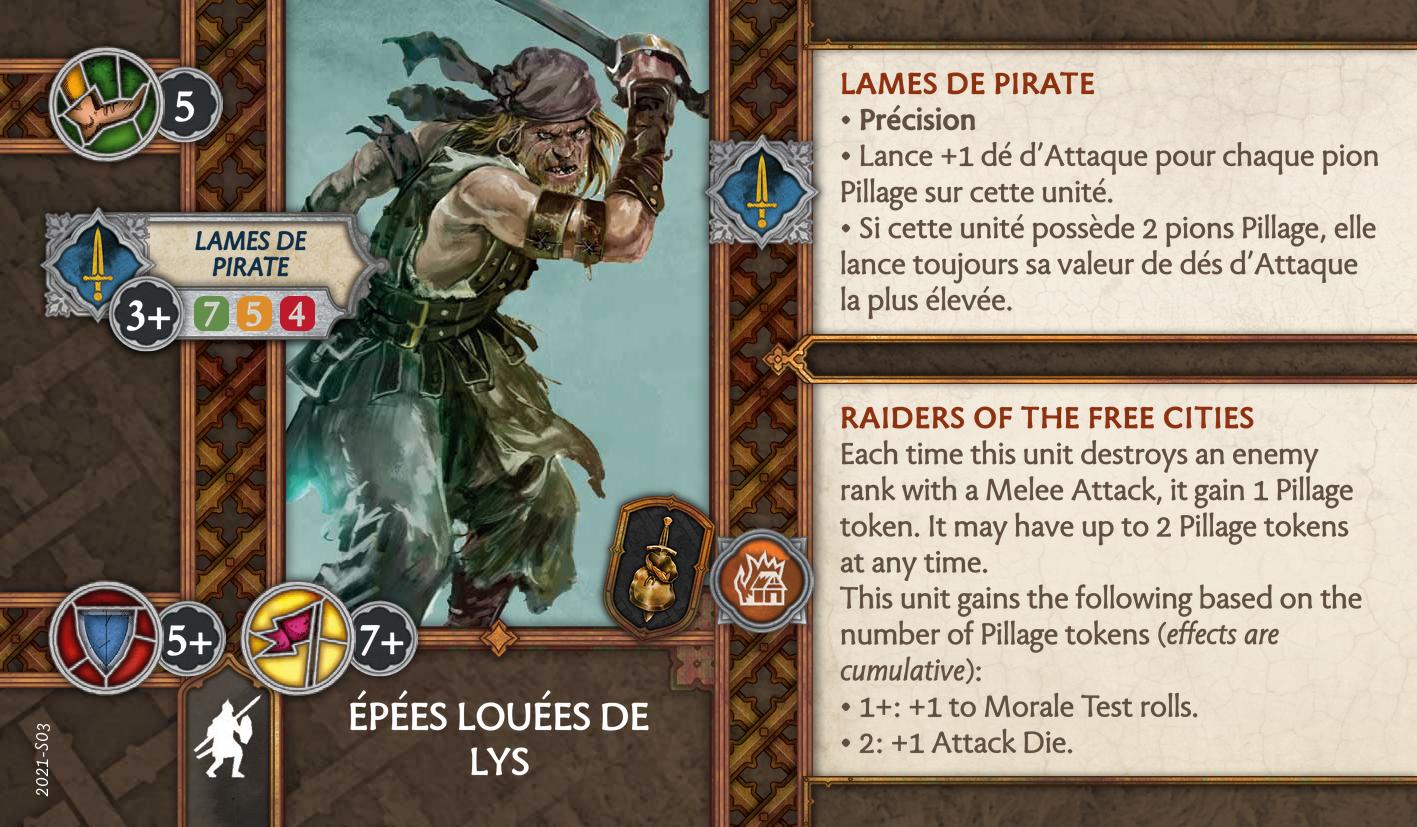 5
LAMES DE
PIRATE
3+
7 5 4
5+
7+
ÉPÉES LOUÉES DE
LYS
2021-S03
LAMES DE PIRATE
• Précision
• Lance +1 dé d'Attaque pour chaque pion
Pillage sur cette unité.
• Si cette unité possède 2 pions Pillage, elle
lance toujours sa valeur de dés d'Attaque
la plus élevée.
RAIDERS OF THE FREE CITIES
Each time this unit destroys an enemy
rank with a Melee Attack, it gain 1 Pillage
token. It may have up to 2 Pillage tokens
at any time.
This unit gains the following based on the
number of Pillage tokens (effects are
cumulative):
• 1+: +1 to Morale Test rolls.
• 2: +1 Attack Die.